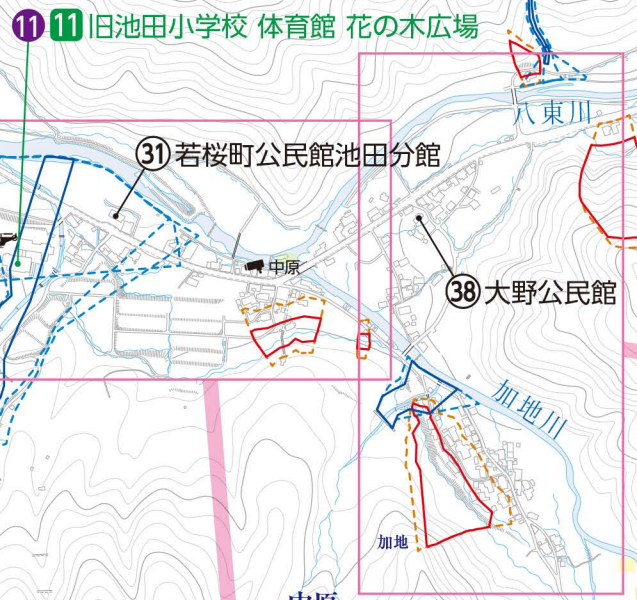 ⑪ 11 旧池田小学校 体育館 花の木広場
八東川
㉛ 若桜町公民館池田分館
中原
㊳ 大野公民館
加地川
加地
中原